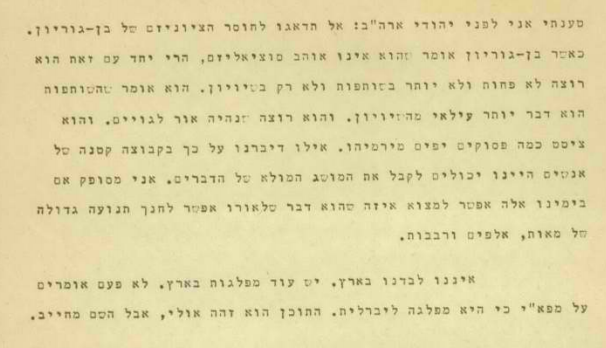 טענתי אני לפני יהודי ארה"ב: אל תדאגו לחוסר הציוניזם של בן-גוריון.
כאשר בן-גוריון אומר שהוא אינו אוהב סוציאליזם, הרי יחד עם זאת הוא
רוצה לא פחות ולא יותר בשותפות ולא רק בשיויון. הוא אומר שהשותפות
הוא דבר יותר עילאי מהשיויון. והוא רוצה שנהיה אור לגויים. והוא
ציטט כמה פסוקים יפים מירמיהו. אילו דיברנו על כך בקבוצה קטנה של
אנשים היינו יכולים לקבל את המושג המולא של הדברים. אני מסופק אם
בימינו אלה אפשר למצוא איזה שהוא דבר שלאורו אפשר לחנך תנועה גדולה
של מאות, אלפים ורבבות.
איננו לבדנו בארץ. יש עוד מפלגות בארץ. לא פעם אומרים
על מפא"י כי היא מפלגה ליברלית. התוכן הוא זהה אולי, אבל השם מחייב.